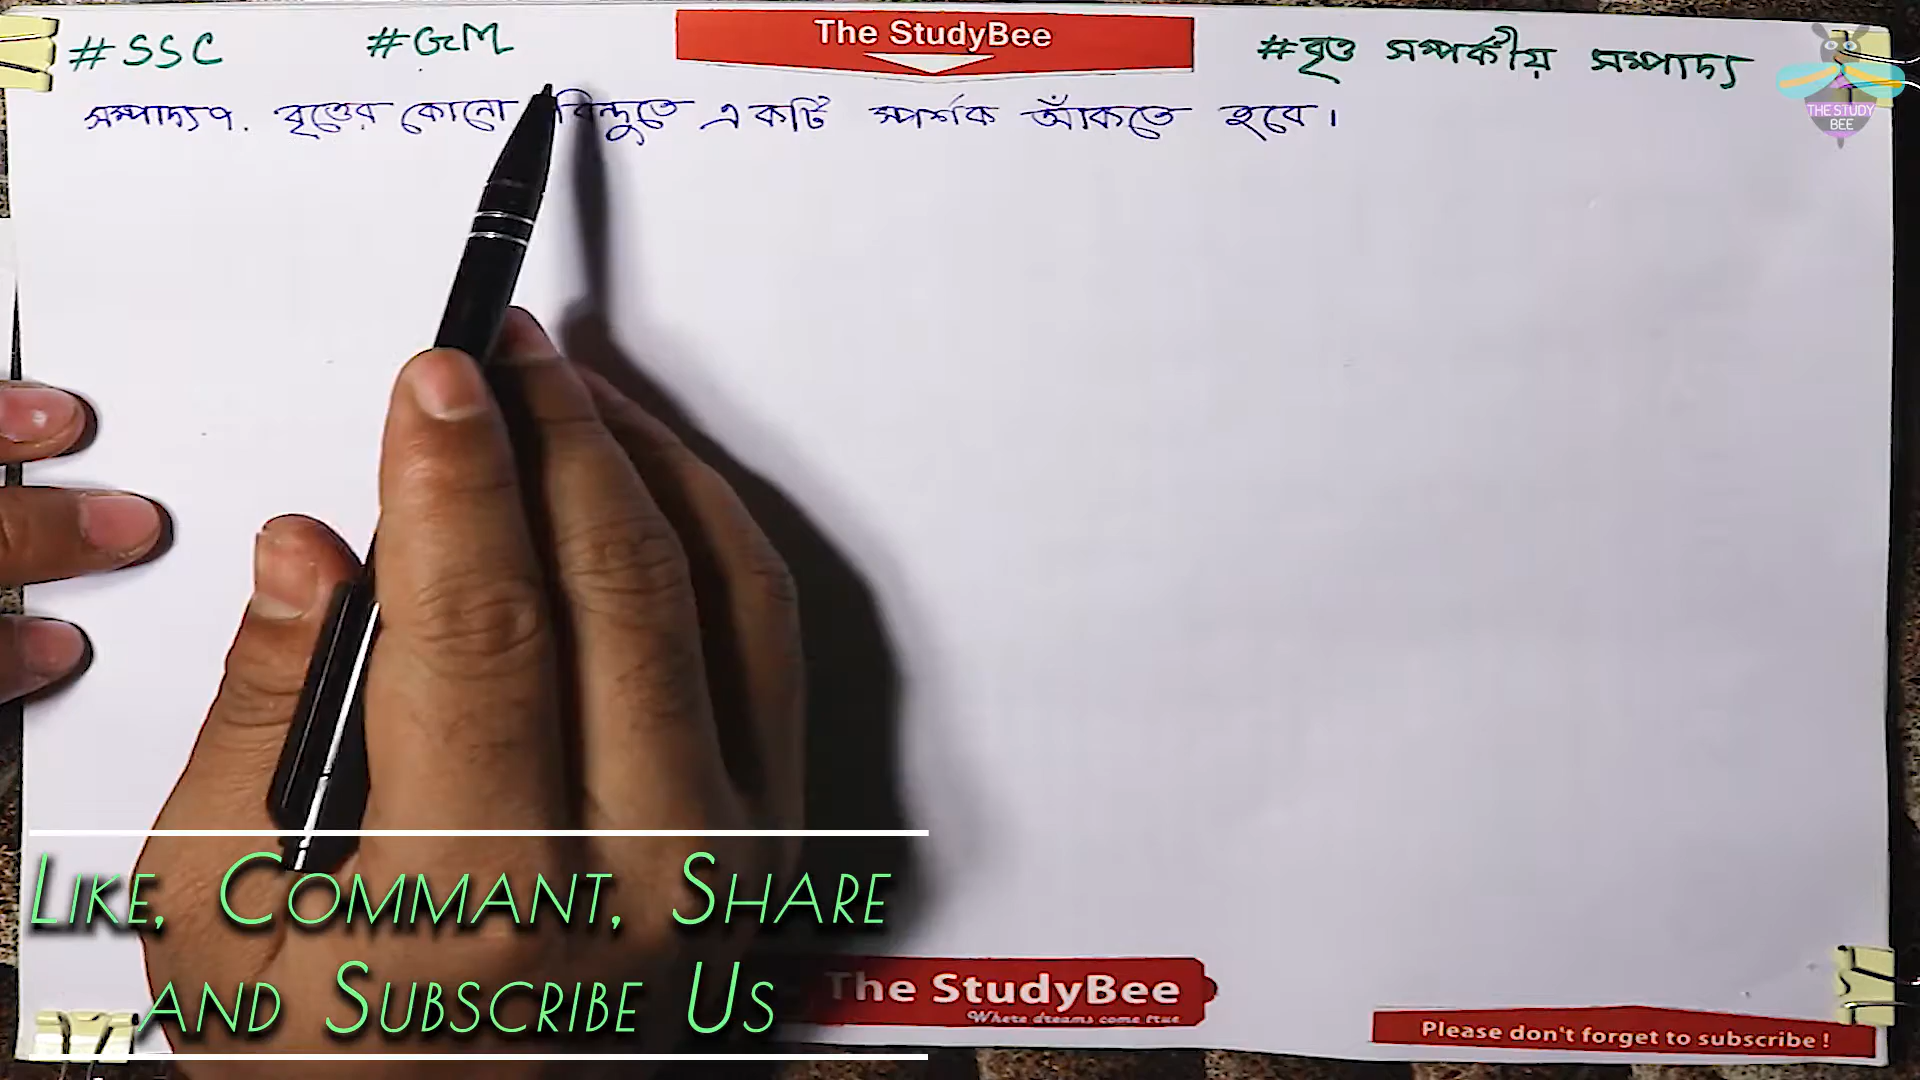 #SSC #GM The StudyBee #বৃত্ত সম্পর্কীয় সম্পাদ্য
THE STUDY
BEE
সম্পাদ্য ৭. বৃত্তের কোনো বিন্দুতে একটি স্পর্শক আঁকতে হবে।
LIKE, COMMANT, SHARE
AND SUBSCRIBE US
The StudyBee
Where dreams come true
Please don't forget to subscribe!